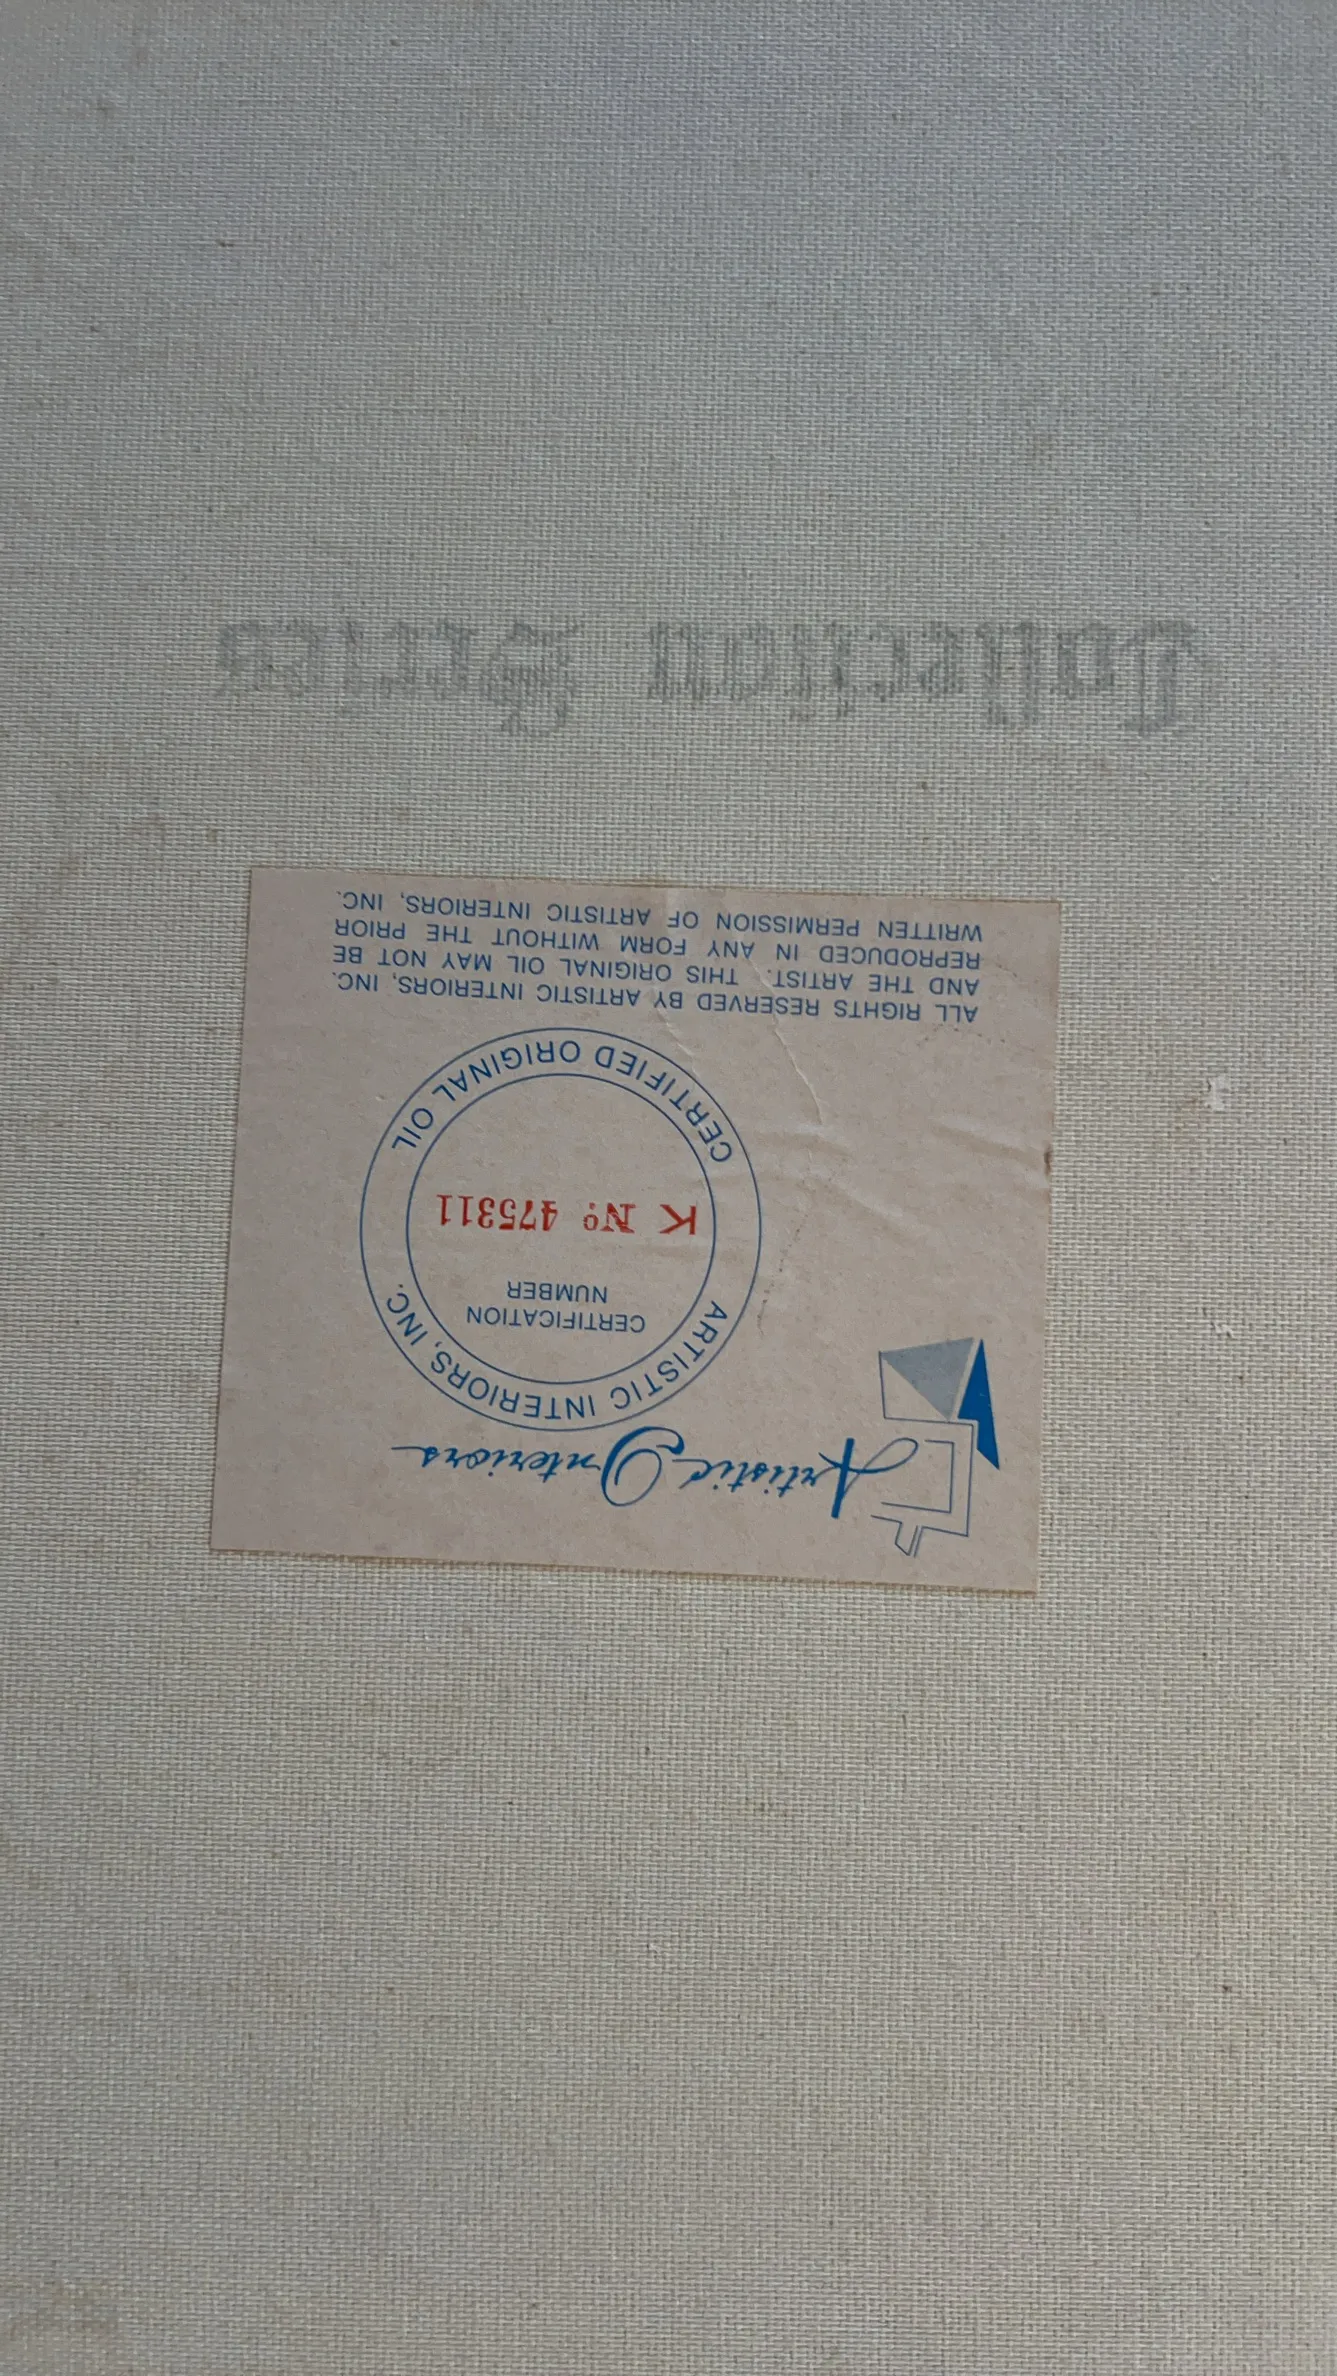 Artistic Interiors
ARTISTIC INTERIORS, INC.
CERTIFICATION
NUMBER
K Nº 475311
CERTIFIED ORIGINAL OIL
ALL RIGHTS RESERVED BY ARTISTIC INTERIORS, INC.
AND THE ARTIST. THIS ORIGINAL OIL MAY NOT BE
REPRODUCED IN ANY FORM WITHOUT THE PRIOR
WRITTEN PERMISSION OF ARTISTIC INTERIORS, INC.
Collection Series